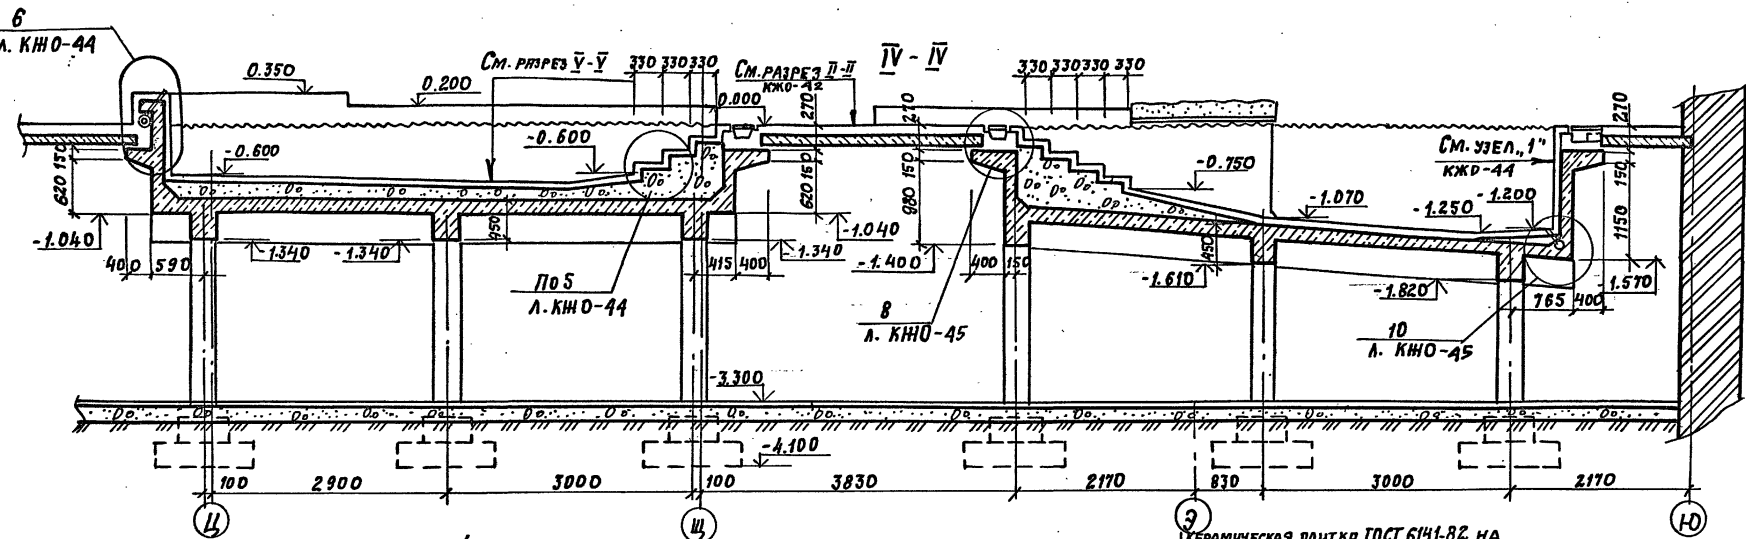 6
л. КЖО-44
0.350
0.200
См. РАЗРЕЗ V-V
330 330 330
См. РАЗРЕЗ II-II
КЖО-42
IV - IV
330 330 330 330
0.000
270
270
270
-0.600
-0.600
-0.750
150
620
151
620
150
980
-1.070
См. УЗЕЛ „1"
КЖО-44
-1.200
-1.250
150
1150
-1.040
-1.340
-1.340
450
-1.040
-1.340
-1.400
450
-1.610
-1.820
-1.570
400 590
415 400
400 150
765 400
По 5
Л. КЖО-44
8
Л. КЖО-45
10
Л. КЖО-45
-3.300
-4.100
100 2900 3000 100 3830 2170 830 3000 2170
Ц Щ Э Ю
КЕРАМИЧЕСКАЯ ПЛИТКА ГОСТ 6141-82 НА